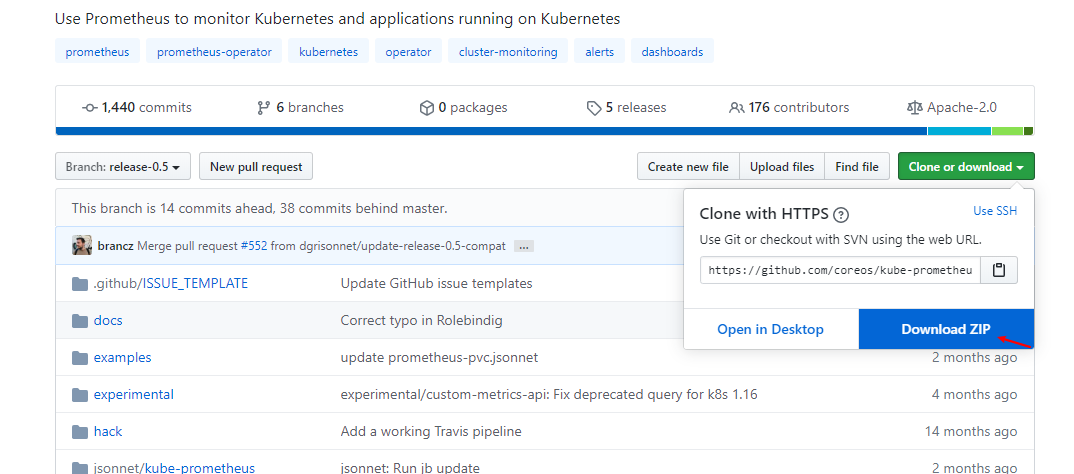 Use Prometheus to monitor Kubernetes and applications running on Kubernetes
prometheus prometheus-operator kubernetes operator cluster-monitoring alerts dashboards
1,440 commits 6 branches 0 packages 5 releases 176 contributors Apache-2.0
Branch: release-0.5 New pull request Create new file Upload files Find file Clone or download
This branch is 14 commits ahead, 38 commits behind master.
Clone with HTTPS ? Use SSH
brancz Merge pull request #552 from dgrisonnet/update-release-0.5-compat ...
Use Git or checkout with SVN using the web URL.
https://github.com/coreos/kube-prometheu
.github/ISSUE_TEMPLATE Update GitHub issue templates
docs Correct typo in Rolebindig
Open in Desktop Download ZIP
examples update prometheus-pvc.jsonnet 2 months ago
experimental experimental/custom-metrics-api: Fix deprecated query for k8s 1.16 4 months ago
hack Add a working Travis pipeline 14 months ago
jsonnet/kube-prometheus jsonnet: Run jb update 2 months ago